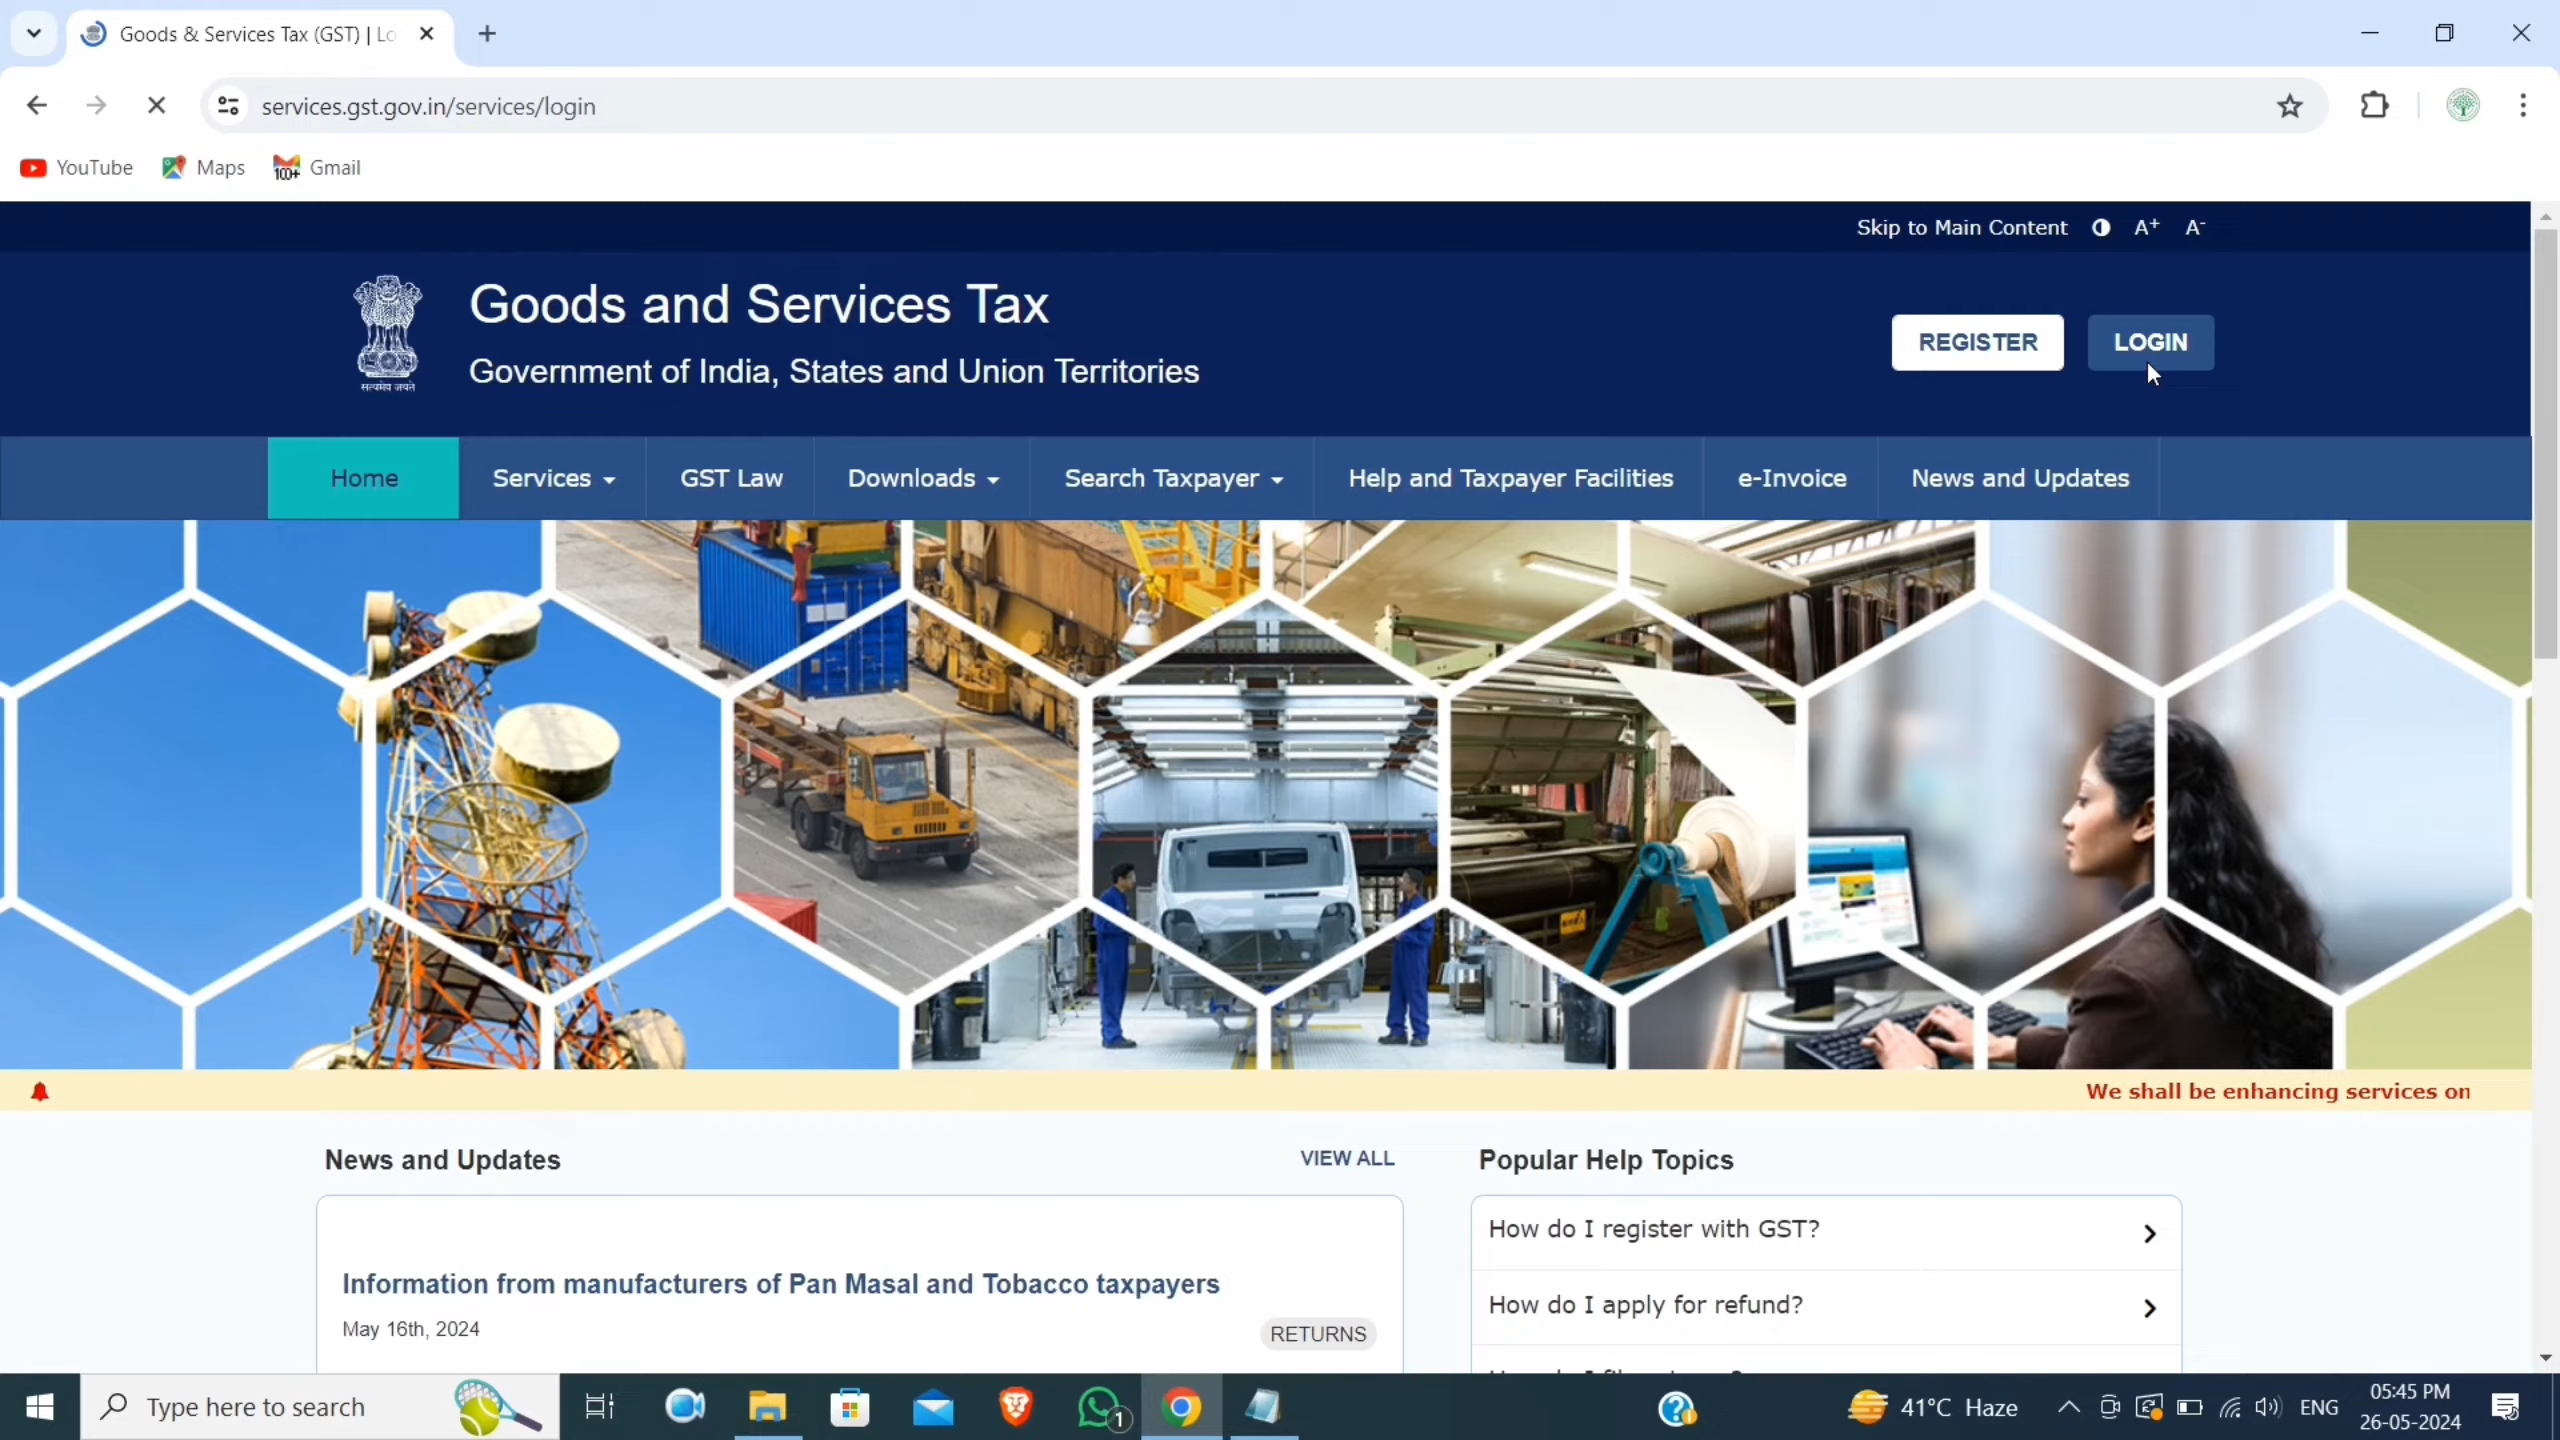 Goods & Services Tax (GST) | Lo
services.gst.gov.in/services/login
YouTube
Maps
100+ Gmail
Skip to Main Content A+ A-
Goods and Services Tax
Government of India, States and Union Territories
सत्यमेव जयते
REGISTER
LOGIN
Home
Services
GST Law
Downloads
Search Taxpayer
Help and Taxpayer Facilities
e-Invoice
News and Updates
We shall be enhancing services on
News and Updates
VIEW ALL
Information from manufacturers of Pan Masal and Tobacco taxpayers
May 16th, 2024
RETURNS
Popular Help Topics
How do I register with GST?
How do I apply for refund?
Type here to search
1
41°C Haze
ENG
05:45 PM
26-05-2024